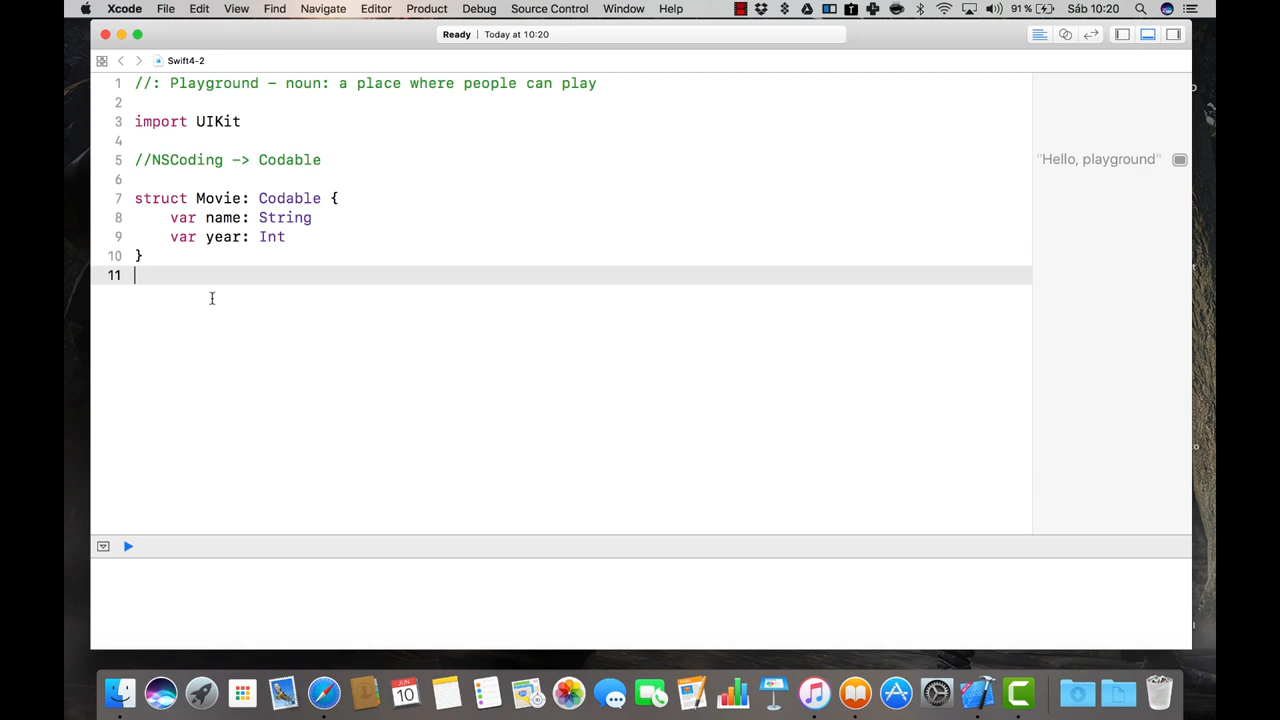 Xcode File Edit View Find Navigate Editor Product Debug Source Control Window Help 91 % Sáb 10:20
Ready Today at 10:20
Swift4-2
1 //: Playground - noun: a place where people can play
2
3 import UIKit
4
5 //NSCoding -> Codable "Hello, playground"
6
7 struct Movie: Codable {
8 var name: String
9 var year: Int
10 }
11
JUN
10